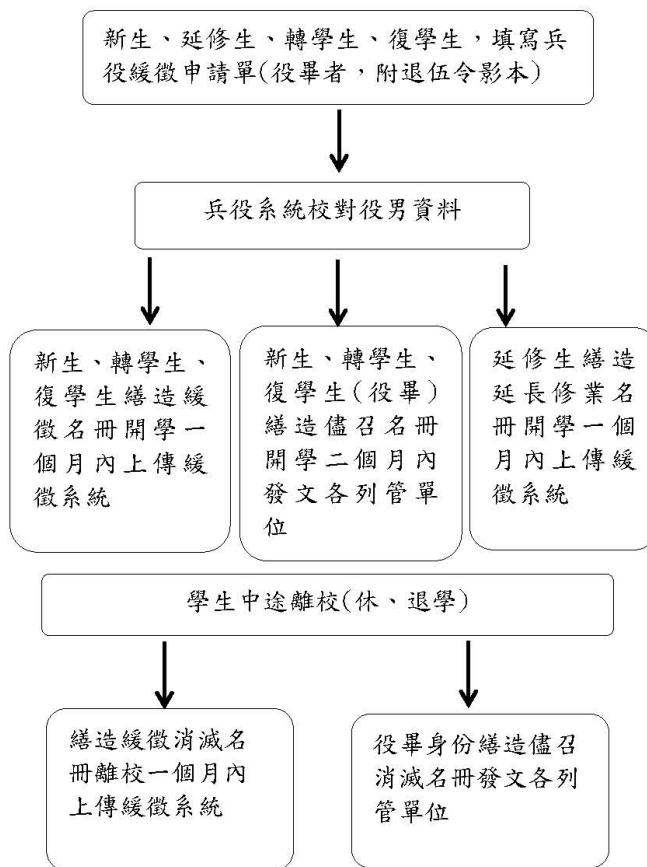 新生、延修生、轉學生、復學生，填寫兵
役緩徵申請單(役畢者，附退伍令影本)
兵役系統校對役男資料
新生、轉學生、
復學生繕造緩
徵名冊開學一
個月內上傳緩
徵系統
新生、轉學生、
復學生(役畢)
繕造儘召名冊
開學二個月內
發文各列管單
位
延修生繕造
延長修業名
冊開學一個
月內上傳緩
徵系統
學生中途離校(休、退學)
繕造緩徵消滅名
冊離校一個月內
上傳緩徵系統
役畢身份繕造儘召
消滅名冊發文各列
管單位